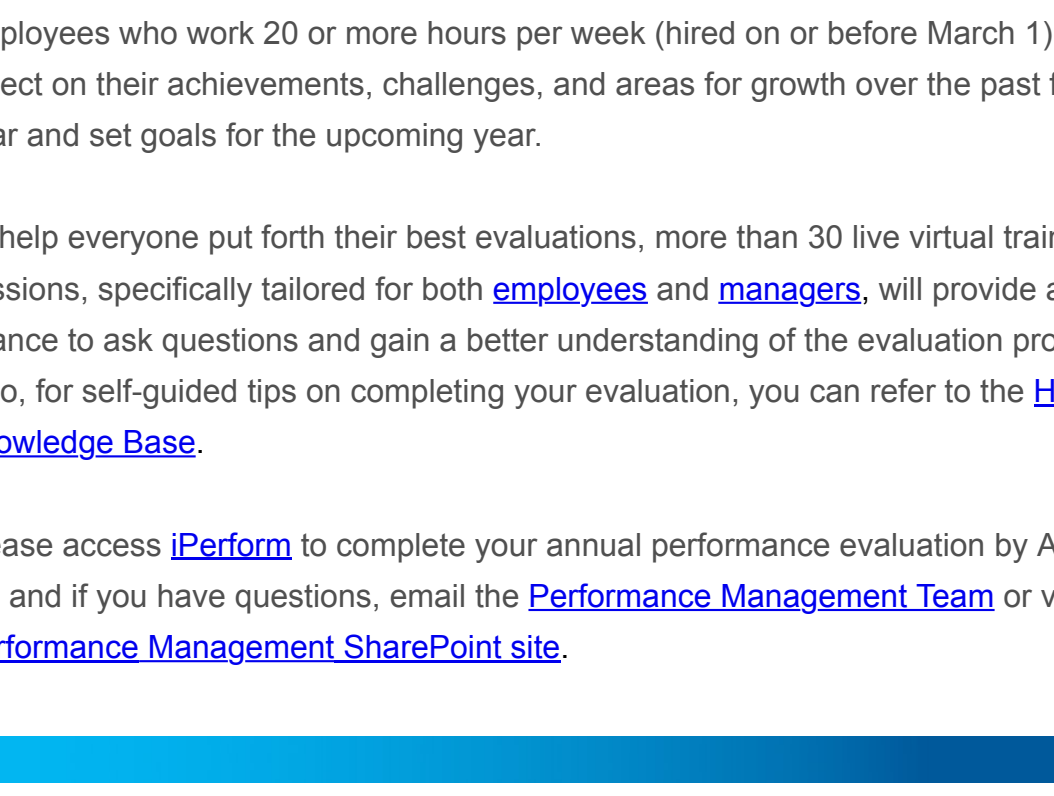 ployees who work 20 or more hours per week (hired on or before March 1)
ect on their achievements, challenges, and areas for growth over the past f
ar and set goals for the upcoming year.
help everyone put forth their best evaluations, more than 30 live virtual train
ssions, specifically tailored for both employees and managers, will provide a
ance to ask questions and gain a better understanding of the evaluation pro
o, for self-guided tips on completing your evaluation, you can refer to the H
owledge Base.
ease access iPerform to complete your annual performance evaluation by A
and if you have questions, email the Performance Management Team or v
rformance Management SharePoint site.